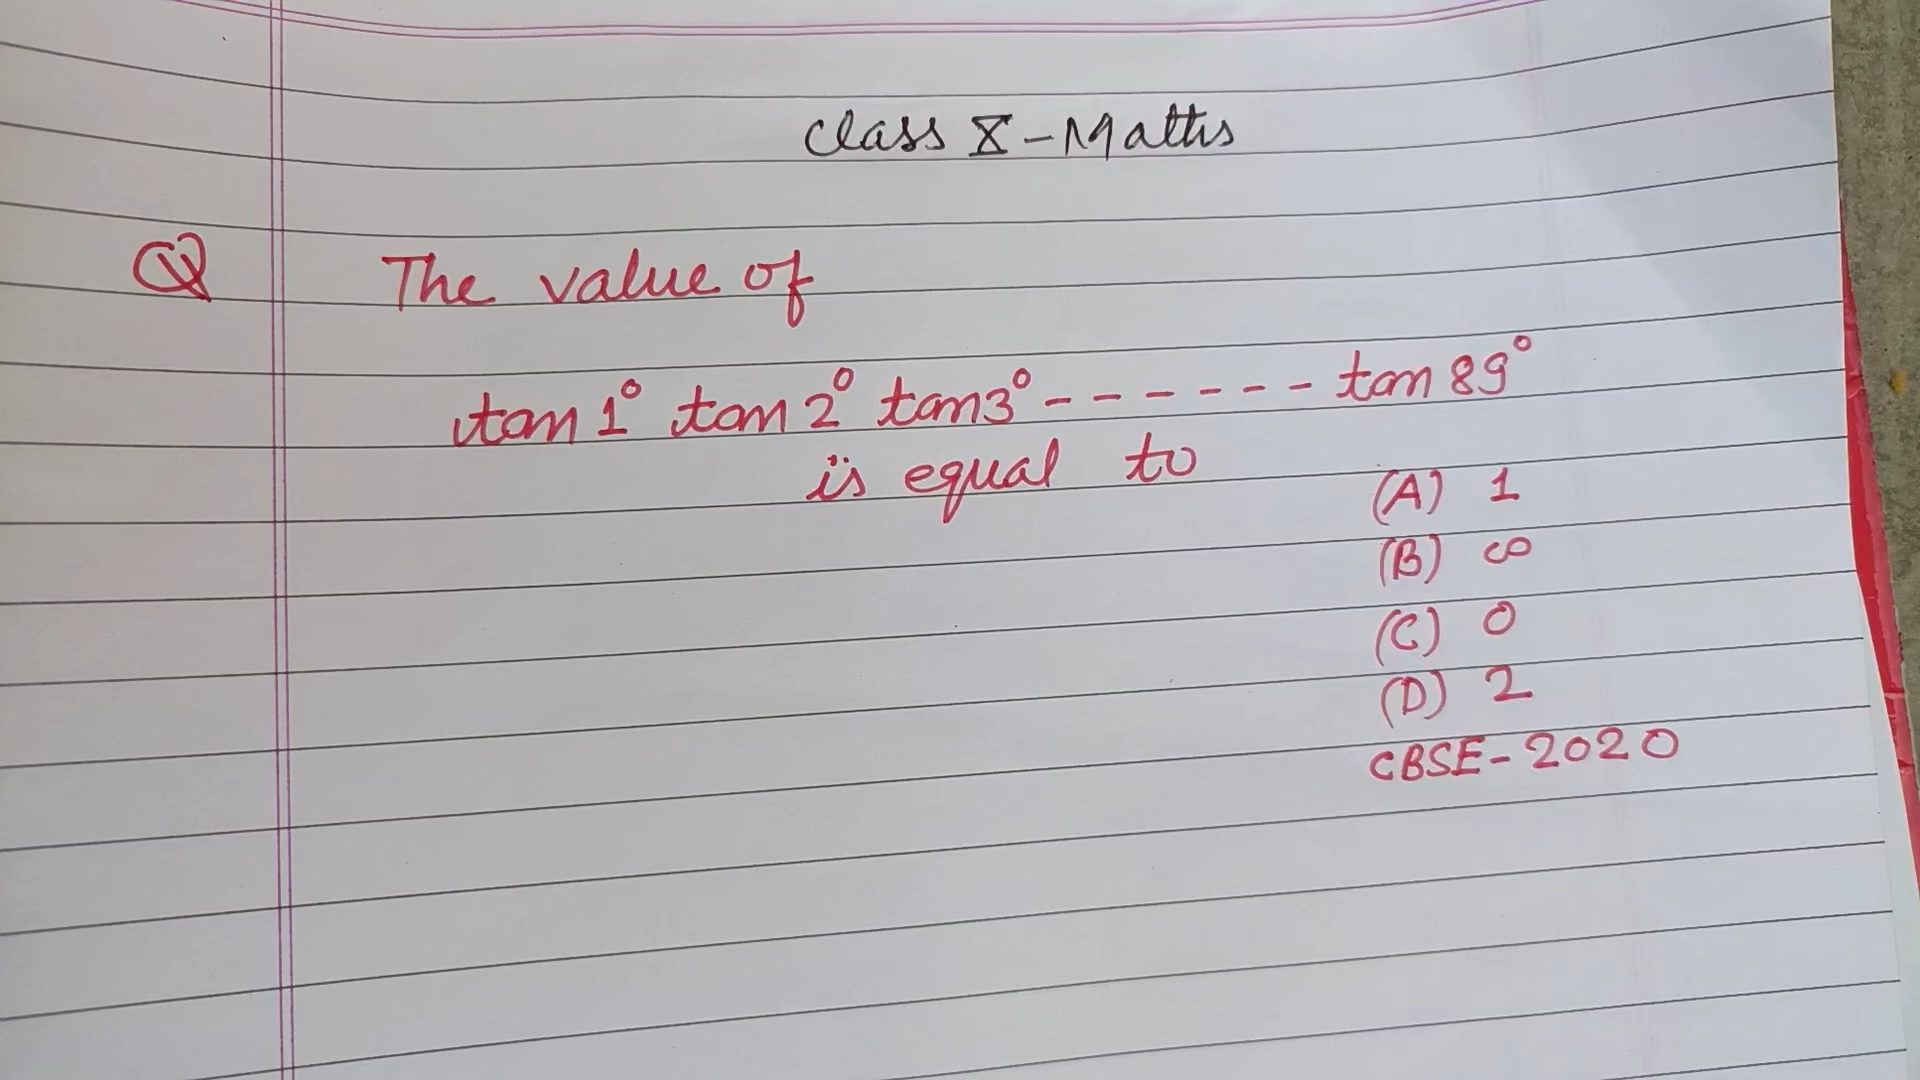 Class X - Maths
Q The value of
tan 1° tan 2° tan 3° - - - - - - tan 89°
is equal to
(A) 1
(B) ∞
(C) 0
(D) 2
CBSE - 2020